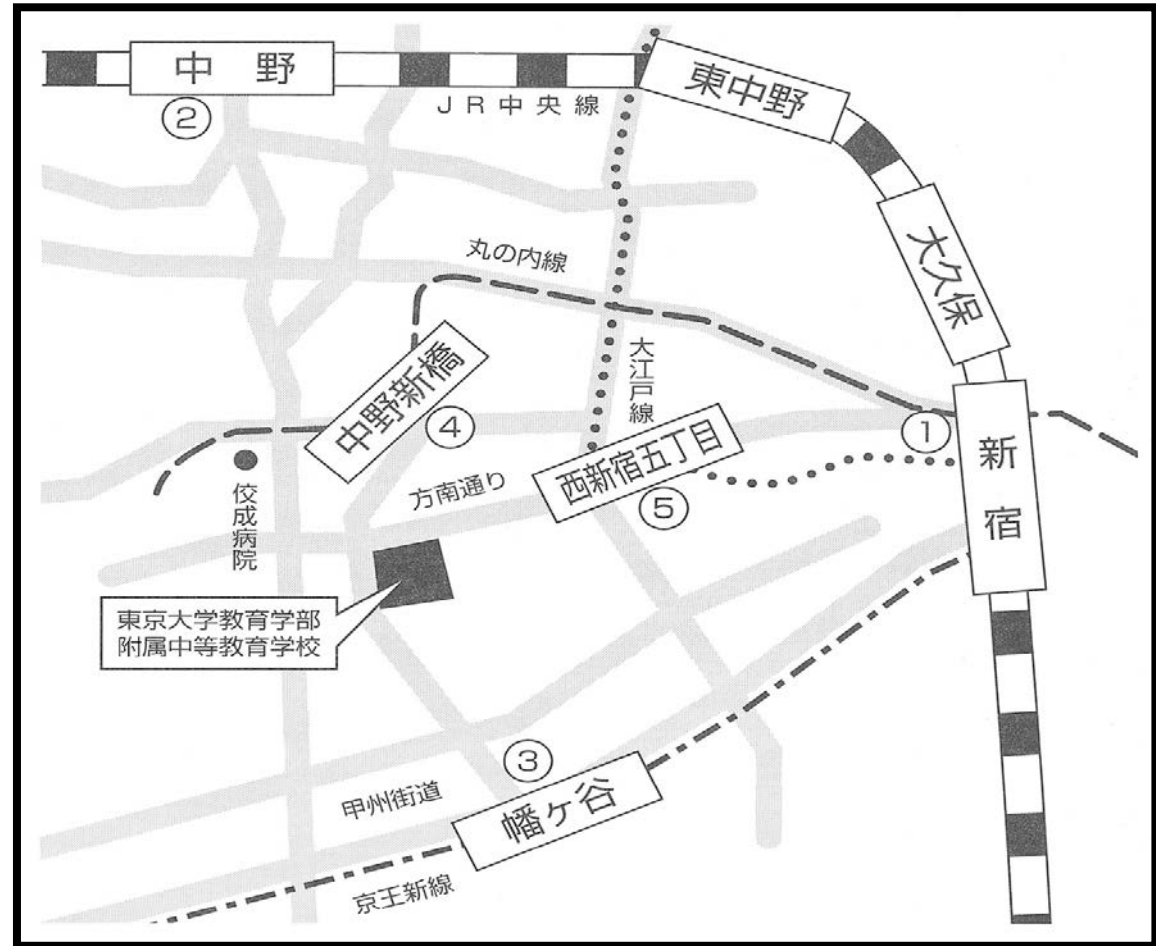 中野
東中野
②
JR中央線
大久保
丸の内線
大江戸線
中野新橋
④
①
新宿
西新宿五丁目
⑤
方南通り
佼成病院
東京大学教育学部
附属中等教育学校
③
甲州街道
幡ヶ谷
京王新線